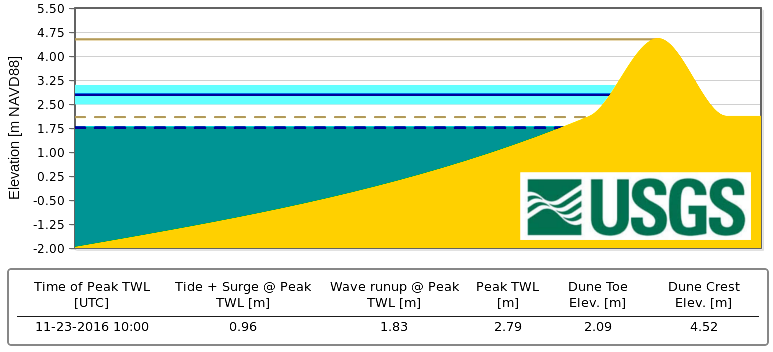 5.50
4.75
4.00
3.25
2.50
1.75
1.00
0.25
-0.50
-1.25
-2.00
Elevation [m NAVD88]
USGS
Time of Peak TWL [UTC]
Tide + Surge @ Peak TWL [m]
Wave runup @ Peak TWL [m]
Peak TWL [m]
Dune Toe Elev. [m]
Dune Crest Elev. [m]
11-23-2016 10:00
0.96
1.83
2.79
2.09
4.52